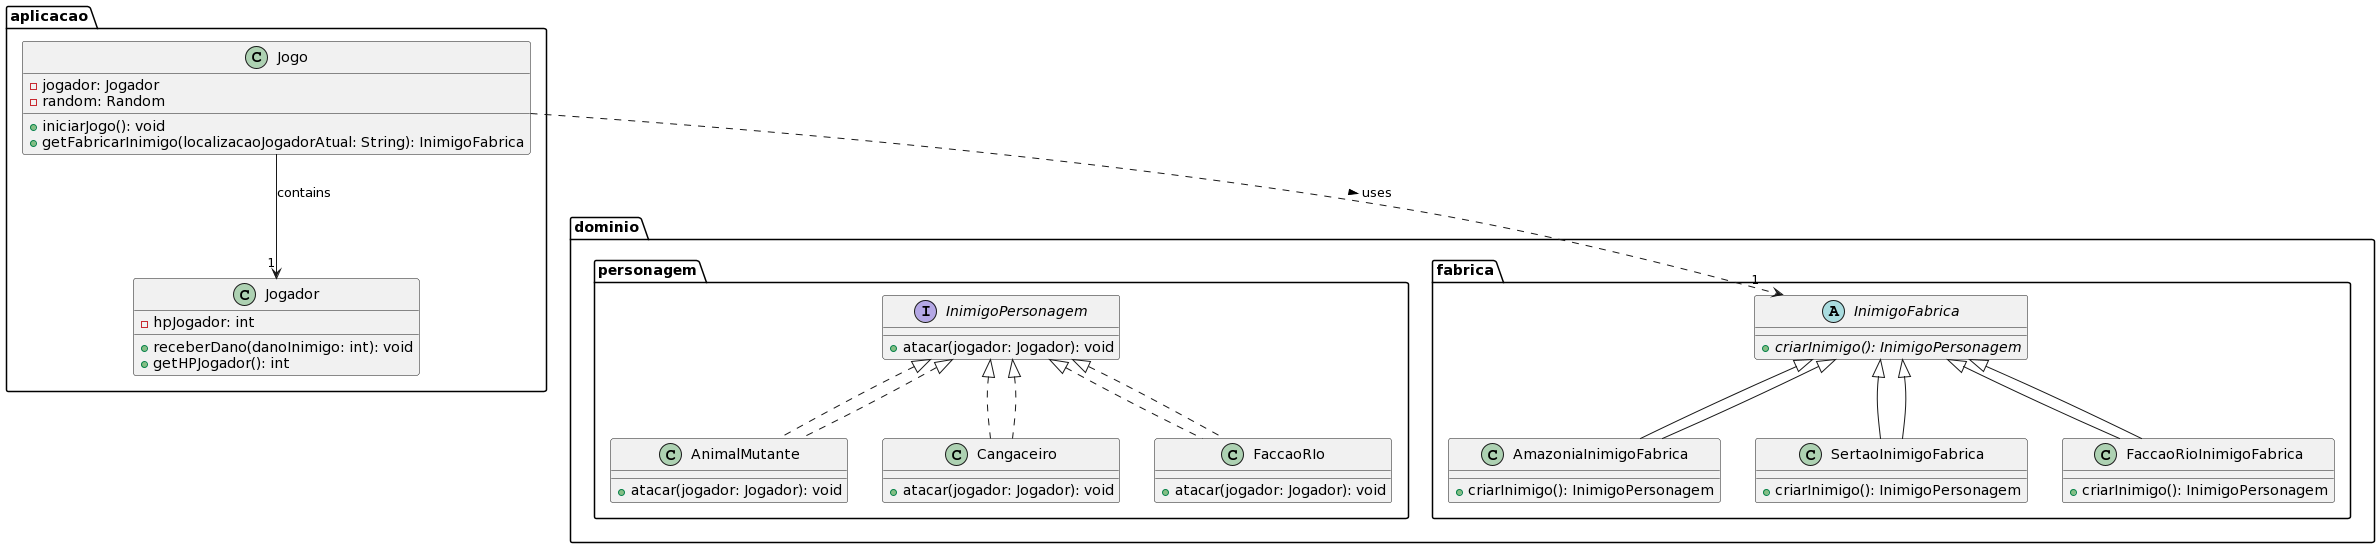 aplicacao
C Jogo
jogador: Jogador
random: Random
iniciarJogo(): void
getFabricarInimigo(localizacaoJogadorAtual: String): InimigoFabrica
contains
uses
1
C Jogador
hpJogador: int
receberDano(danoInimigo: int): void
getHPJogador(): int
dominio
personagem
I InimigoPersonagem
atacar(jogador: Jogador): void
C AnimalMutante
atacar(jogador: Jogador): void
C Cangaceiro
atacar(jogador: Jogador): void
C FaccaoRIo
atacar(jogador: Jogador): void
fabrica
1
A InimigoFabrica
criarInimigo(): InimigoPersonagem
C AmazoniaInimigoFabrica
criarInimigo(): InimigoPersonagem
C SertaoInimigoFabrica
criarInimigo(): InimigoPersonagem
C FaccaoRioInimigoFabrica
criarInimigo(): InimigoPersonagem